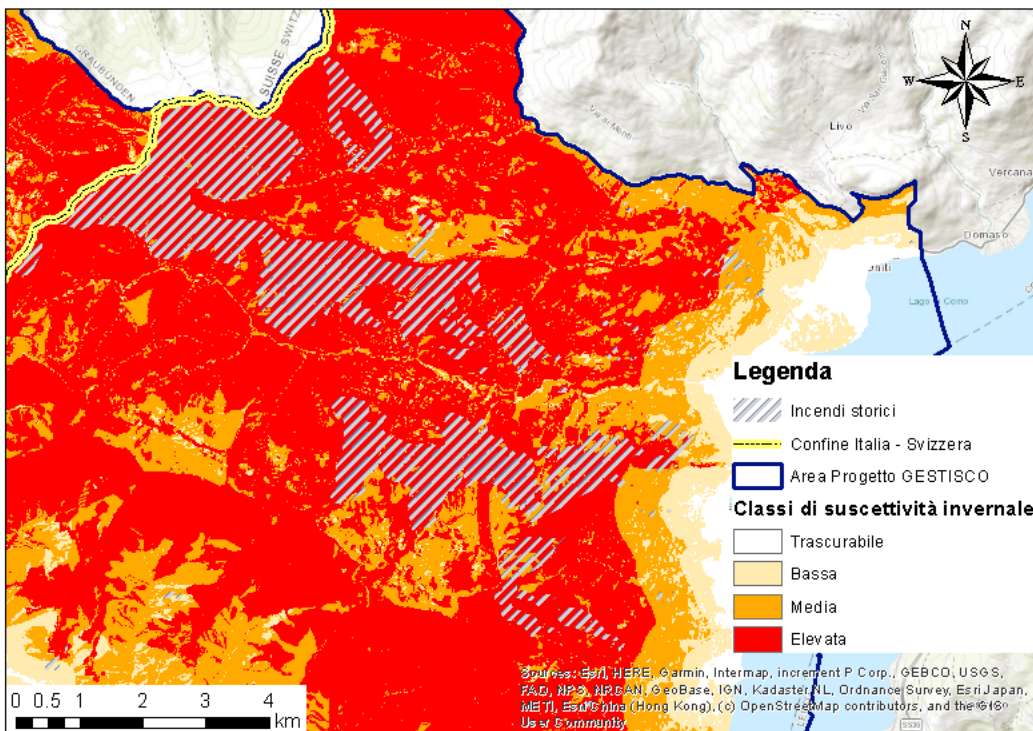 GRAUBÜNDEN
SUISSE SWITZ
N
W E
S
Livo
Vercana
Domaso
Uniti
Lago di Como
Legenda
Incendi storici
Confine Italia - Svizzera
Area Progetto GESTISCO
Classi di suscettività invernale
Trascurabile
Bassa
Media
Elevata
Sources: Esri, HERE, Garmin, Intermap, increment P Corp., GEBCO, USGS,
FAO, NPS, NRCAN, GeoBase, IGN, Kadaster NL, Ordnance Survey, Esri Japan,
METI, Esri China (Hong Kong), (c) OpenStreetMap contributors, and the GIS
User Community
0 0.5 1 2 3 4
km
SS36